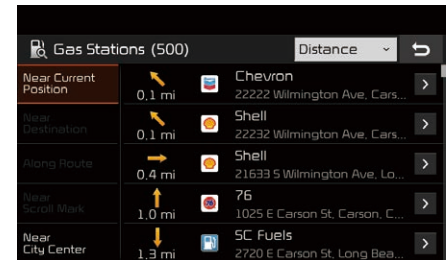 Gas Stations (500)
Distance
Near Current
Position
0.1 mi
Chevron
22222 Wilmington Ave, Cars...
Near
Destination
0.1 mi
Shell
22232 Wilmington Ave, Cars...
Along Route
0.4 mi
Shell
21633 S Wilmington Ave, Lo...
Near
Scroll Mark
1.0 mi
76
1025 E Carson St, Carson, C...
Near
City Center
1.3 mi
SC Fuels
2720 E Carson St, Long Bea...